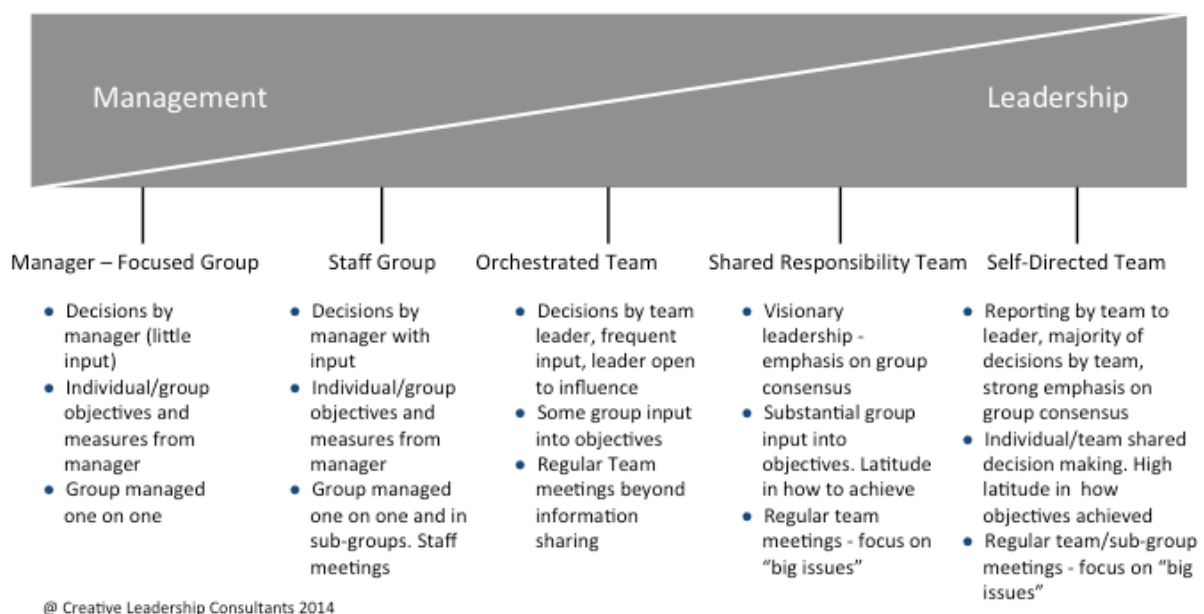 Management
Leadership
Manager – Focused Group
Staff Group
Orchestrated Team
Shared Responsibility Team
Self-Directed Team
• Decisions by
manager (little
input)
• Individual/group
objectives and
measures from
manager
• Group managed
one on one
• Decisions by
manager with
input
• Individual/group
objectives and
measures from
manager
• Group managed
one on one and in
sub-groups. Staff
meetings
• Decisions by team
leader, frequent
input, leader open
to influence
• Some group input
into objectives
• Regular Team
meetings beyond
information
sharing
• Visionary
leadership -
emphasis on group
consensus
• Substantial group
input into
objectives. Latitude
in how to achieve
• Regular team
meetings - focus on
“big issues”
• Reporting by team to
leader, majority of
decisions by team,
strong emphasis on
group consensus
• Individual/team shared
decision making. High
latitude in how
objectives achieved
• Regular team/sub-group
meetings - focus on “big
issues”
@ Creative Leadership Consultants 2014